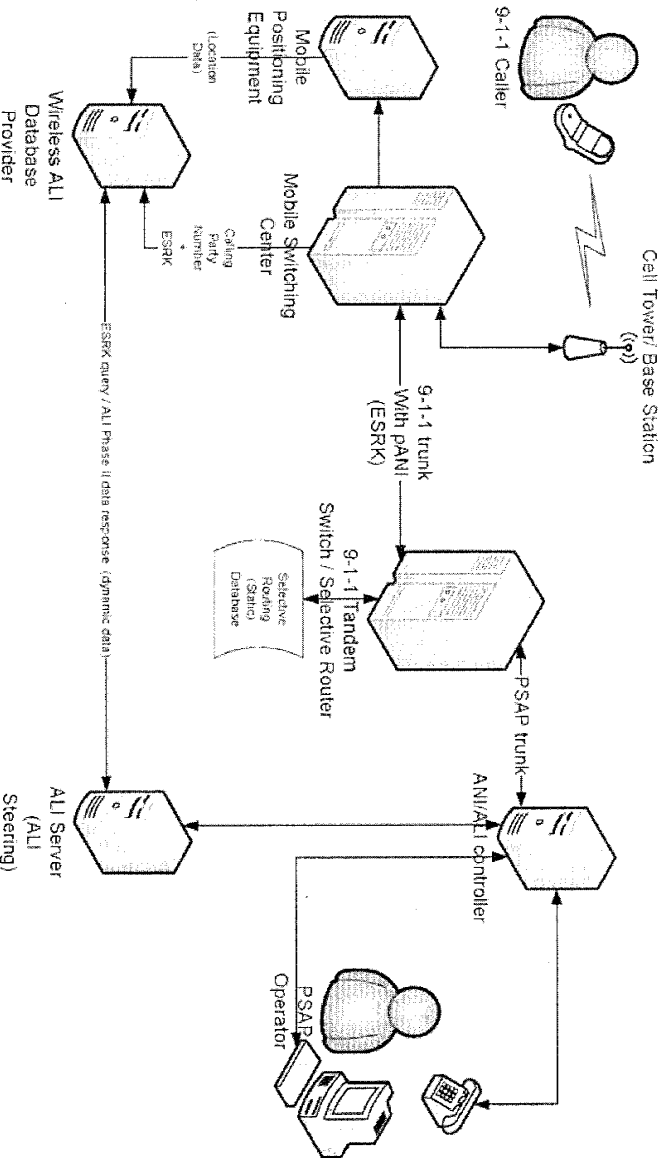 9-1-1 Caller
Cell Tower/ Base Station
Mobile
Positioning
Equipment
(Location
Data)
Mobile Switching
Center
Calling
Party
Number
+
ESRK
Wireless ALI
Database
Provider
9-1-1 trunk
With pANI
(ESRK)
9-1-1 Tandem
Switch / Selective Router
Selective
Routing
(Static)
Database
PSAP trunk
ANI/ALI controller
ESRK query / ALI Phase II data response (dynamic data)
ALI Server
(ALI
Steering)
PSAP
Operator